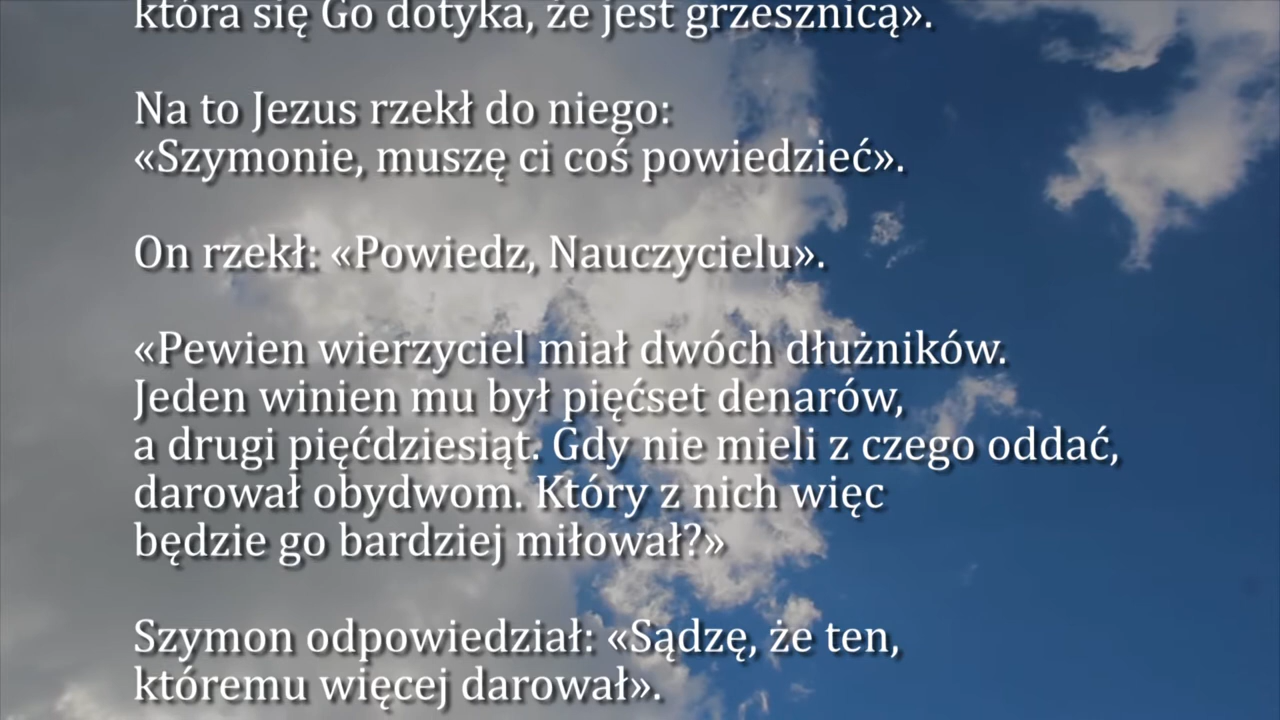 która się Go dotyka, że jest grzesznicą».
Na to Jezus rzekł do niego:
«Szymonie, muszę ci coś powiedzieć».
On rzekł: «Powiedz, Nauczycielu».
«Pewien wierzyciel miał dwóch dłużników.
Jeden winien mu był pięćset denarów,
a drugi pięćdziesiąt. Gdy nie mieli z czego oddać,
darował obydwom. Który z nich więc
będzie go bardziej miłował?»
Szymon odpowiedział: «Sądzę, że ten,
któremu więcej darował».